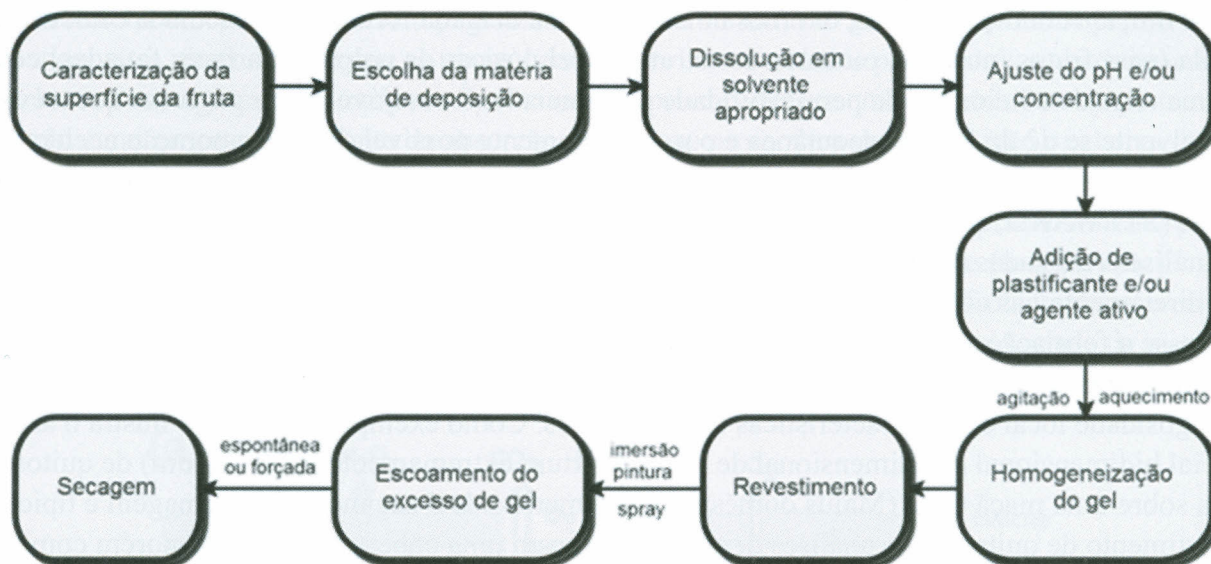 Caracterização da
superfície da fruta
Escolha da matéria
de deposição
Dissolução em
solvente
apropriado
Ajuste do pH e/ou
concentração
Adição de
plastificante e/ou
agente ativo
agitação
aquecimento
Homogeneização
do gel
Revestimento
imersão
pintura
spray
Escoamento do
excesso de gel
espontânea
ou forçada
Secagem